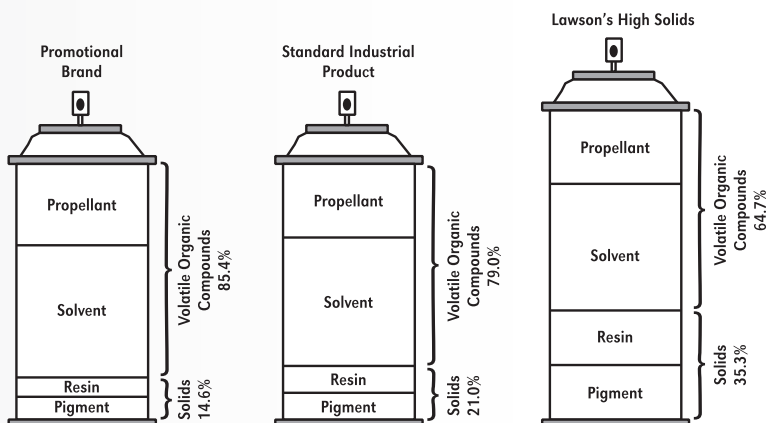 Promotional
Brand
Propellant
Solvent
Resin
Pigment
Volatile Organic
Compounds
85.4%
Solids
14.6%
Standard Industrial
Product
Propellant
Solvent
Resin
Pigment
Volatile Organic
Compounds
79.0%
Solids
21.0%
Lawson's High Solids
Propellant
Solvent
Resin
Pigment
Volatile Organic
Compounds
64.7%
Solids
35.3%